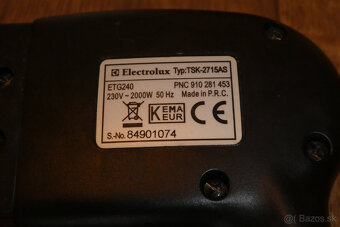 Electrolux Typ:TSK-2715AS
ETG240 PNC 910 281 453
230V~2000W 50 Hz Made in P.R.C.
KEMA
EUR
CE
S.-No. 84901074
© Bazos.sk